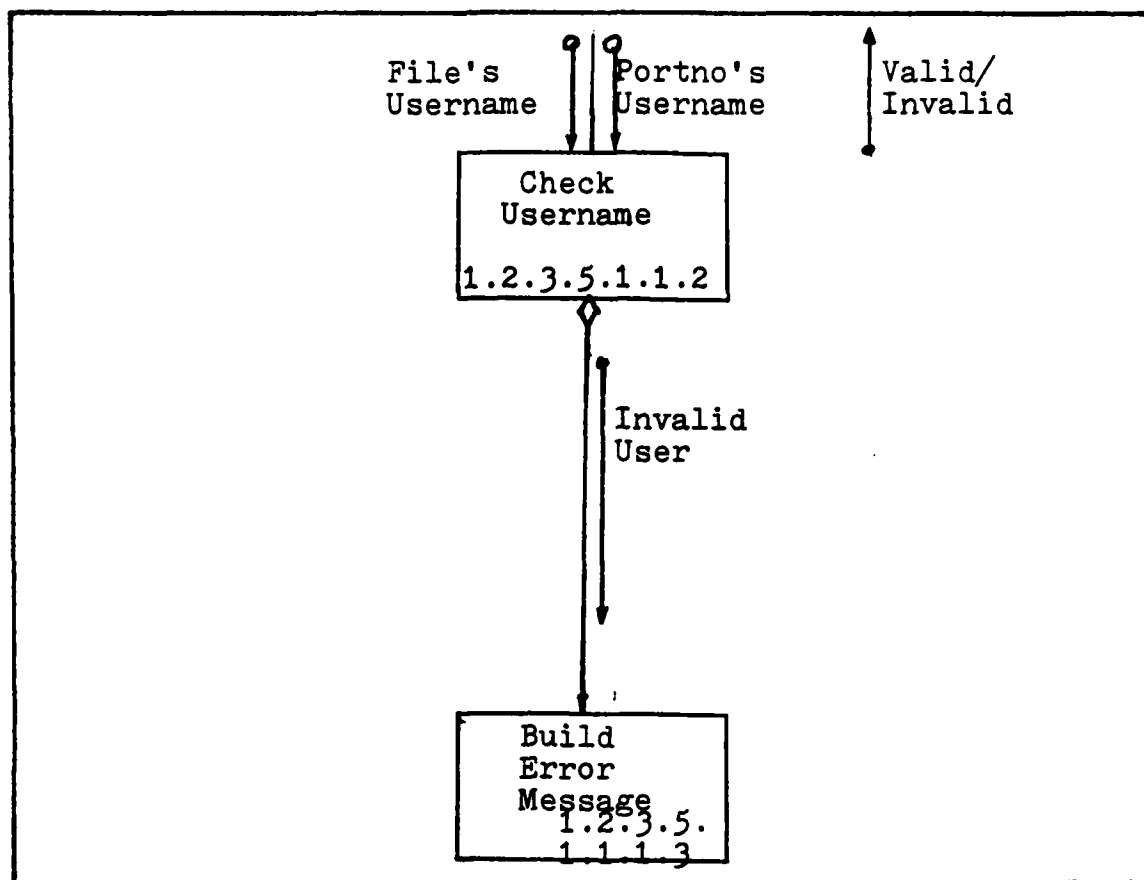 File's
Username
Portno's
Username
Valid/
Invalid
Check
Username
1.2.3.5.1.1.2
Invalid
User
Build
Error
Message
1.2.3.5.
1.1.1.3